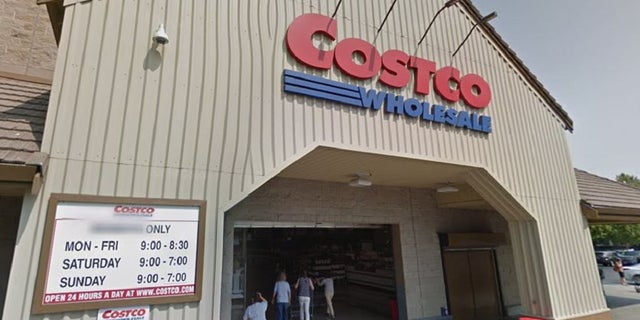 COSTCO
WHOLESALE
COSTCO
ONLY
MON - FRI 9:00 - 8:30
SATURDAY 9:00 - 7:00
SUNDAY 9:00 - 7:00
OPEN 24 HOURS A DAY AT WWW.COSTCO.COM
COSTCO